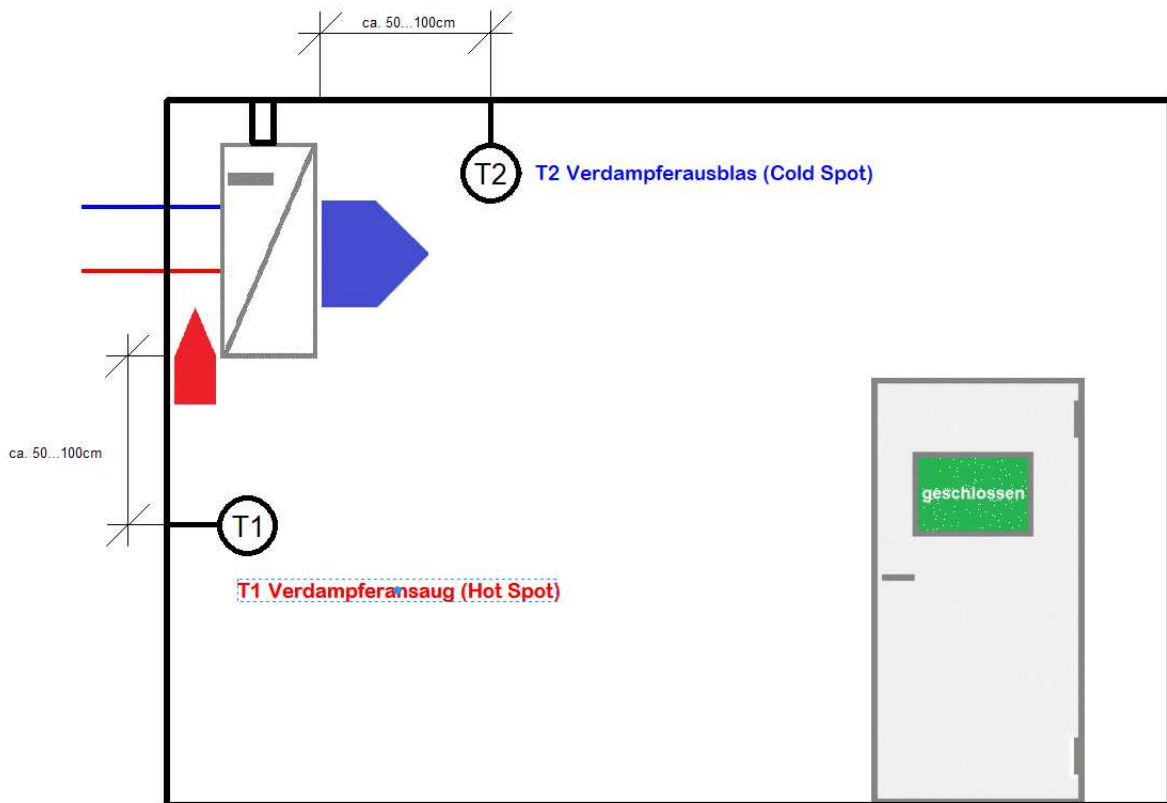 ca. 50...100cm
T2
T2 Verdampferausblas (Cold Spot)
ca. 50...100cm
geschlossen
T1
T1 Verdampferansaug (Hot Spot)